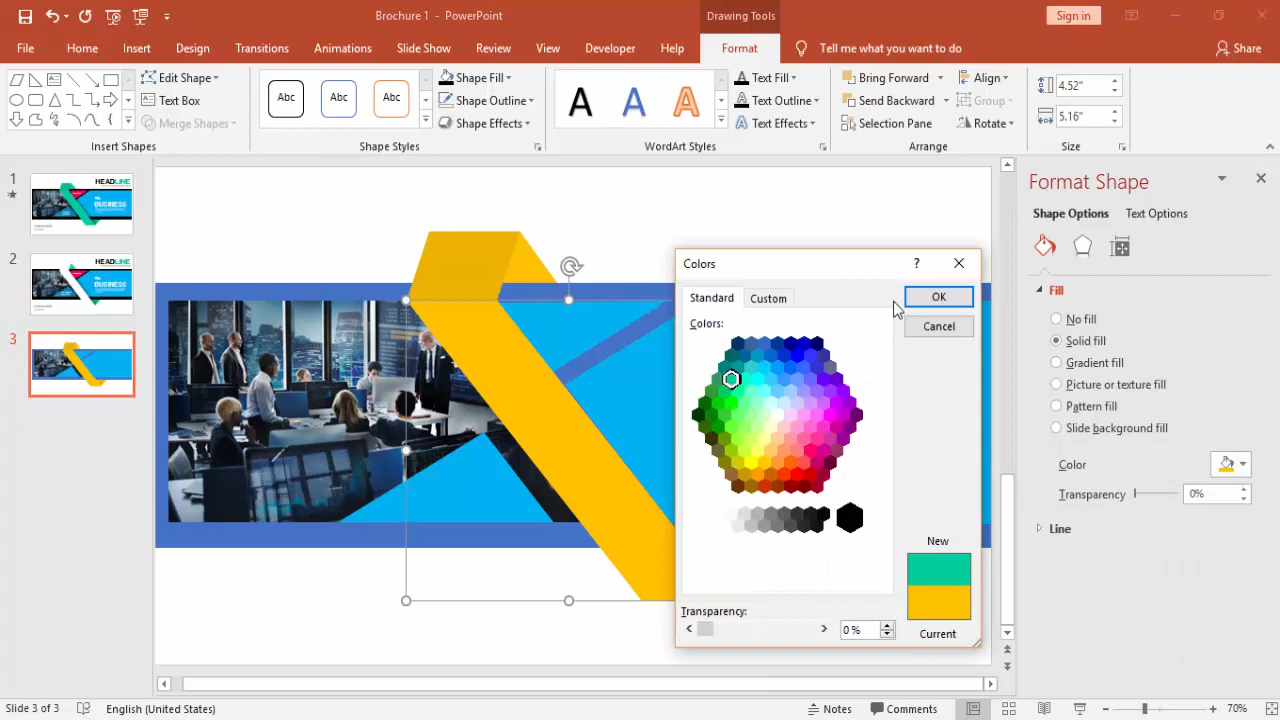 Brochure 1 - PowerPoint
Drawing Tools
Sign in
File Home Insert Design Transitions Animations Slide Show Review View Developer Help Format Tell me what you want to do Share
Edit Shape
Text Box
Merge Shapes
Insert Shapes
Abc Abc Abc
Shape Fill
Shape Outline
Shape Effects
Shape Styles
A A A
Text Fill
Text Outline
Text Effects
WordArt Styles
Bring Forward
Send Backward
Selection Pane
Align
Group
Rotate
Arrange
4.52"
5.16"
Size
1
HEADLINE
BUSINESS
2
HEADLINE
BUSINESS
3
Colors
?
Standard Custom
OK
Cancel
Colors:
New
Current
Transparency:
0 %
Format Shape
Shape Options Text Options
Fill
No fill
Solid fill
Gradient fill
Picture or texture fill
Pattern fill
Slide background fill
Color
Transparency 0%
Line
Slide 3 of 3 English (United States) Notes Comments 70%